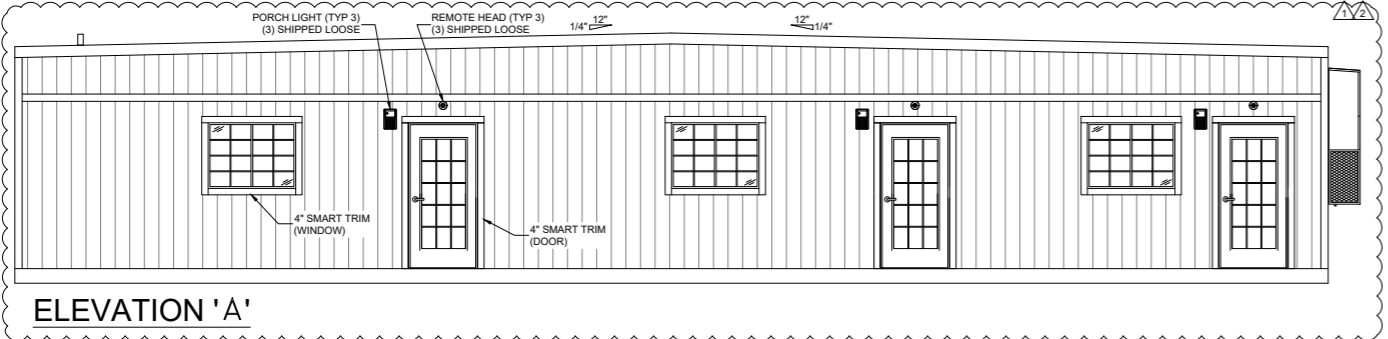 PORCH LIGHT (TYP 3)
(3) SHIPPED LOOSE
REMOTE HEAD (TYP 3)
(3) SHIPPED LOOSE
12"
1/4"
12"
1/4"
1 2
4" SMART TRIM
(WINDOW)
4" SMART TRIM
(DOOR)
ELEVATION 'A'